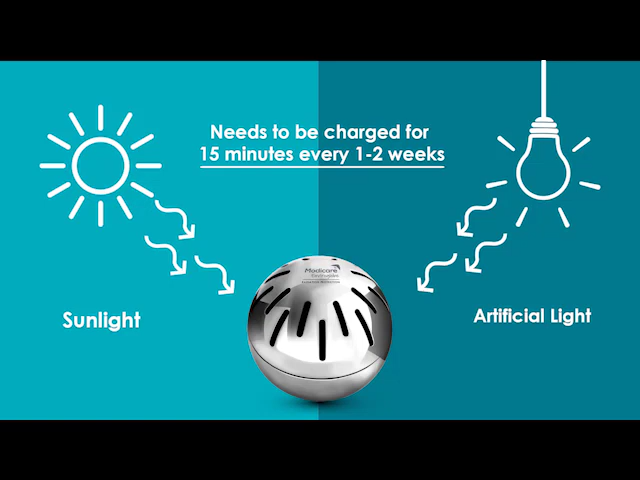 Needs to be charged for
15 minutes every 1-2 weeks
Modicare
Sunlight
Artificial Light